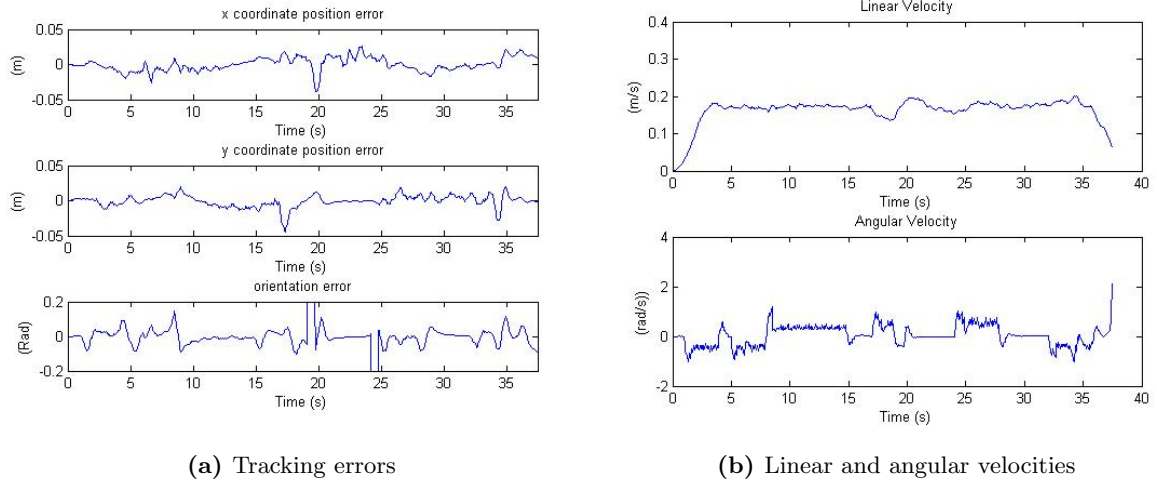 x coordinate position error
0.05
0
-0.05
(m)
0 5 10 15 20 25 30 35
Time (s)
y coordinate position error
0.05
0
-0.05
(m)
0 5 10 15 20 25 30 35
Time (s)
orientation error
0.2
0
-0.2
(Rad)
0 5 10 15 20 25 30 35
Time (s)
(a) Tracking errors
Linear Velocity
0.4
0.3
0.2
0.1
0
(m/s)
0 5 10 15 20 25 30 35 40
Time (s)
Angular Velocity
4
2
0
-2
(rad/s))
0 5 10 15 20 25 30 35 40
Time (s)
(b) Linear and angular velocities